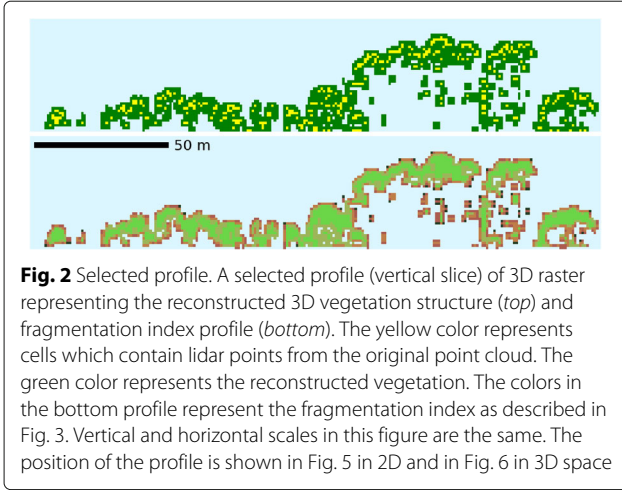 50 m
Fig. 2 Selected profile. A selected profile (vertical slice) of 3D raster
representing the reconstructed 3D vegetation structure (top) and
fragmentation index profile (bottom). The yellow color represents
cells which contain lidar points from the original point cloud. The
green color represents the reconstructed vegetation. The colors in
the bottom profile represent the fragmentation index as described in
Fig. 3. Vertical and horizontal scales in this figure are the same. The
position of the profile is shown in Fig. 5 in 2D and in Fig. 6 in 3D space